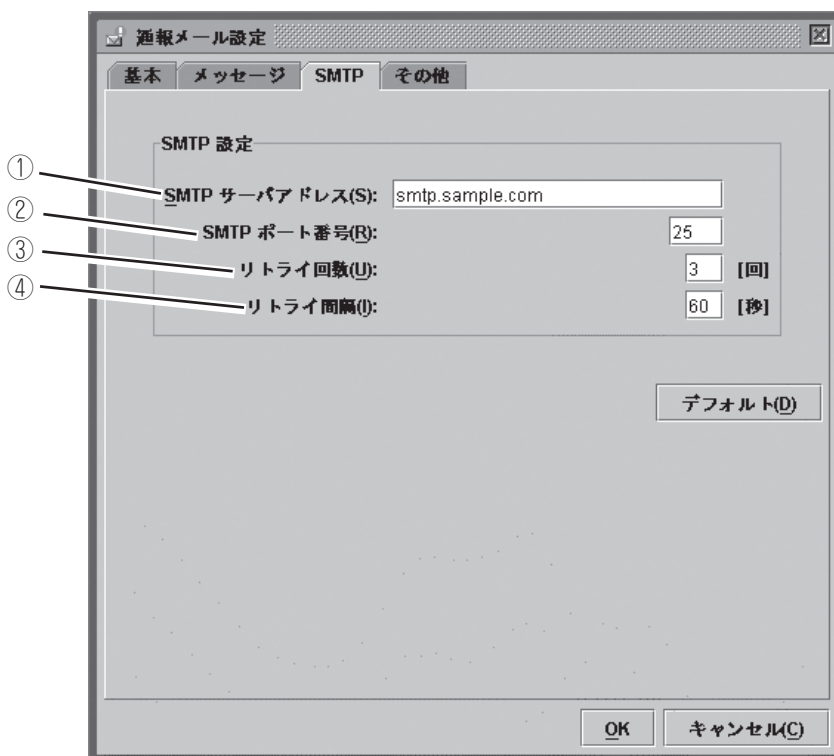 通報メール設定
基本 メッセージ SMTP その他
SMTP 設定
① SMTP サーバアドレス(S): smtp.sample.com
② SMTP ポート番号(R): 25
③ リトライ回数(U): 3 [回]
④ リトライ間隔(I): 60 [秒]
デフォルト(D)
OK キャンセル(C)